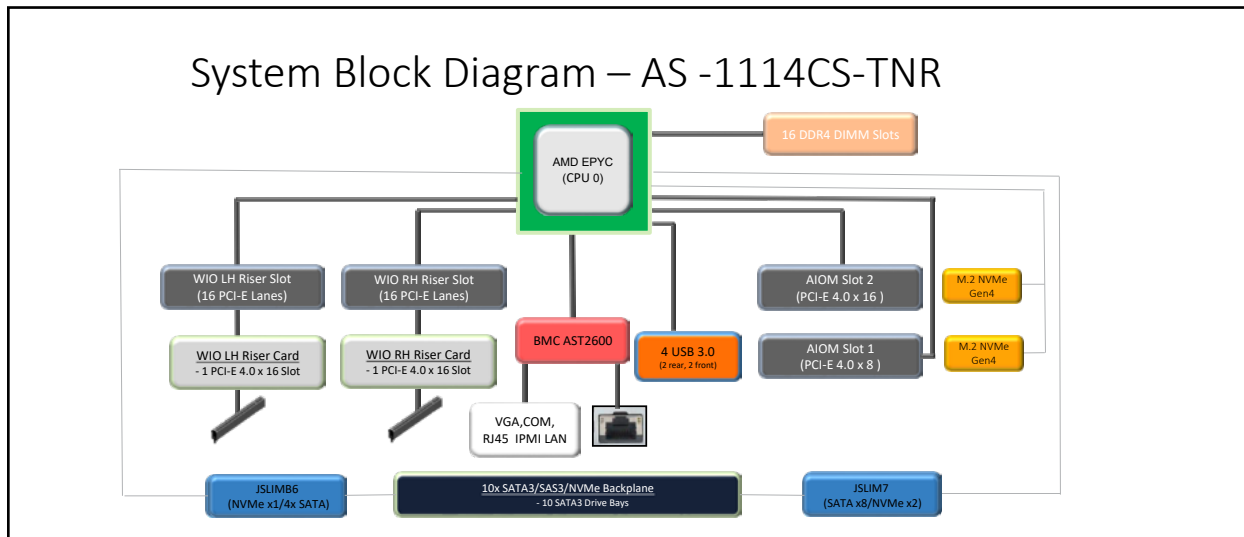 System Block Diagram – AS -1114CS-TNR
16 DDR4 DIMM Slots
AMD EPYC
(CPU 0)
WIO LH Riser Slot
(16 PCI-E Lanes)
WIO RH Riser Slot
(16 PCI-E Lanes)
AIOM Slot 2
(PCI-E 4.0 x 16 )
M.2 NVMe
Gen4
WIO LH Riser Card
- 1 PCI-E 4.0 x 16 Slot
WIO RH Riser Card
- 1 PCI-E 4.0 x 16 Slot
BMC AST2600
4 USB 3.0
(2 rear, 2 front)
AIOM Slot 1
(PCI-E 4.0 x 8 )
M.2 NVMe
Gen4
VGA,COM,
RJ45 IPMI LAN
JSLIMB6
(NVMe x1/4x SATA)
10x SATA3/SAS3/NVMe Backplane
- 10 SATA3 Drive Bays
JSLIM7
(SATA x8/NVMe x2)